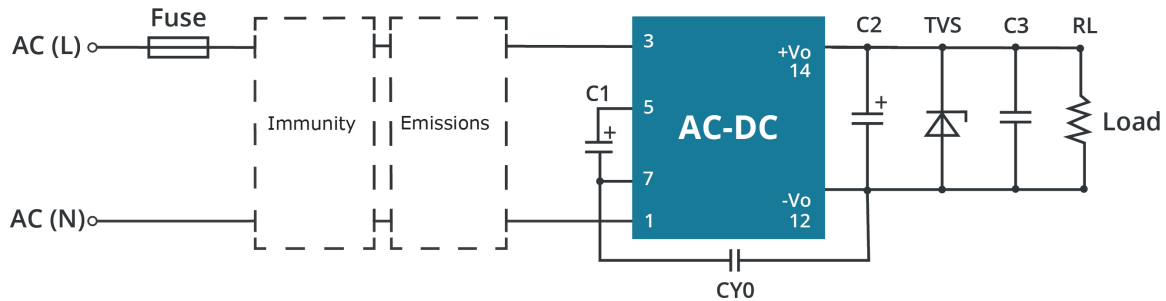 Fuse
AC (L)
Immunity
Emissions
AC (N)
C1
+
3
5
7
1
AC-DC
+Vo
14
-Vo
12
CY0
C2
+
TVS
C3
RL
Load